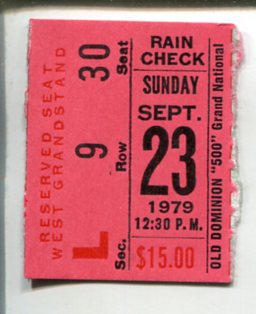 RESERVED SEAT
WEST GRANDSTAND
L Sec.
9 Row
30 Seat
RAIN
CHECK
SUNDAY
SEPT.
23
1979
12:30 P.M.
$15.00
OLD DOMINION "500" Grand National